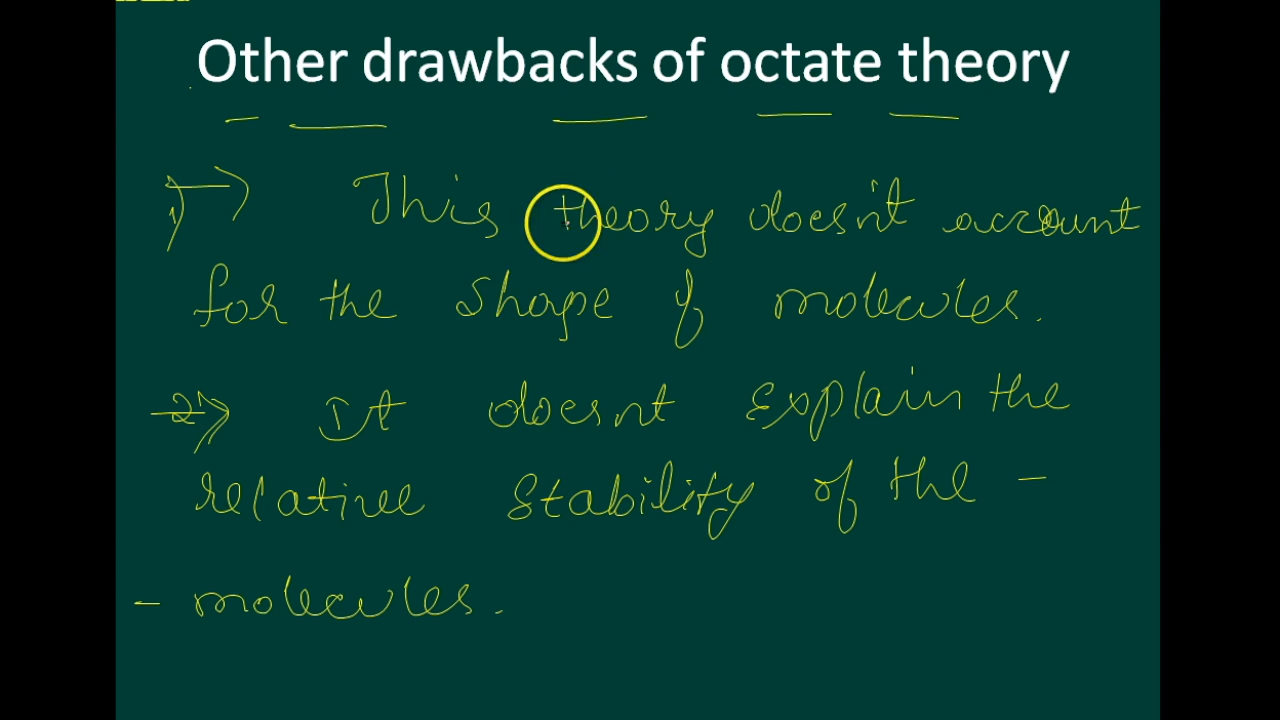 Other drawbacks of octate theory
1) This theory doesn't account
for the shape of molecules.
2) It doesnt explain the
relative stability of the -
- molecules.